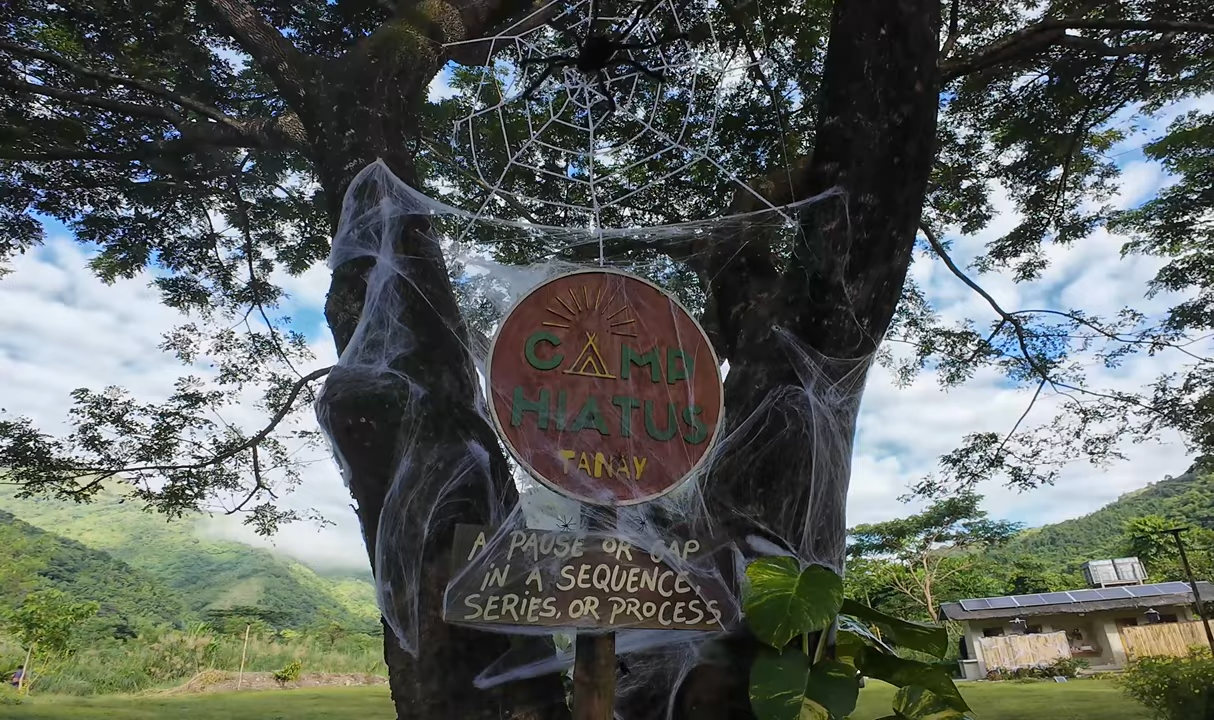 CAMP
HIATUS
TANAY
A PAUSE OR GAP
IN A SEQUENCE,
SERIES, OR PROCESS